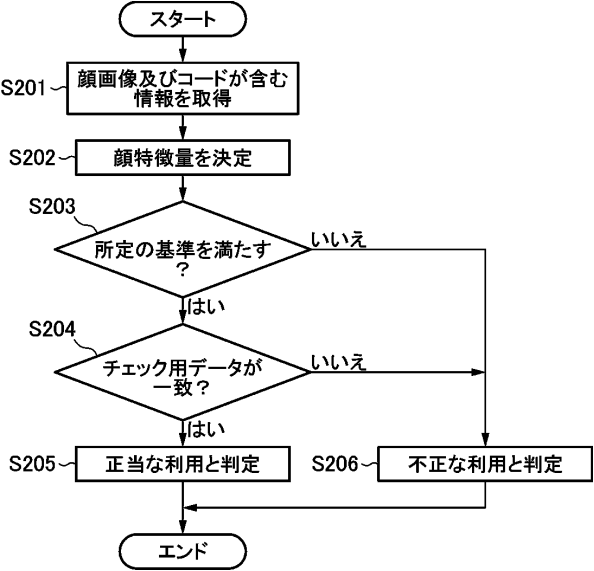 スタート
S201
顔画像及びコードが含む
情報を取得
S202
顔特徴量を決定
S203
所定の基準を満たす
?
いいえ
はい
S204
チェック用データが
一致?
いいえ
はい
S205
正当な利用と判定
S206
不正な利用と判定
エンド